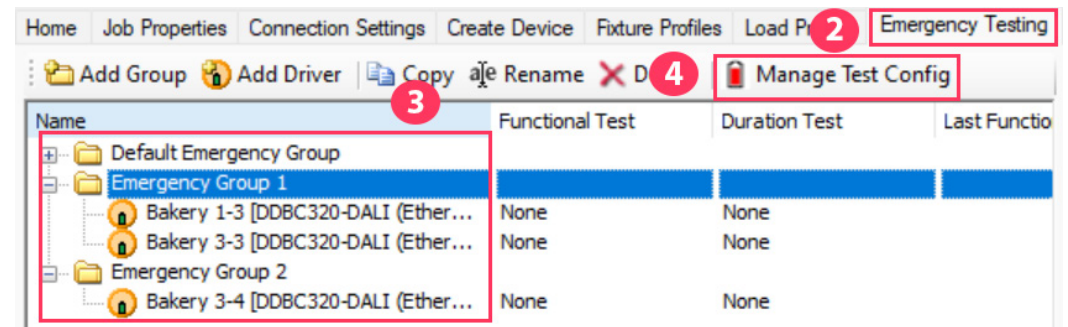 Home Job Properties Connection Settings Create Device Fixture Profiles Load Pr 2 Emergency Testing
Add Group Add Driver Copy Rename D 4 Manage Test Config
3
Name Functional Test Duration Test Last Functio
Default Emergency Group
Emergency Group 1
Bakery 1-3 [DDBC320-DALI (Ether... None None
Bakery 3-3 [DDBC320-DALI (Ether... None None
Emergency Group 2
Bakery 3-4 [DDBC320-DALI (Ether... None None